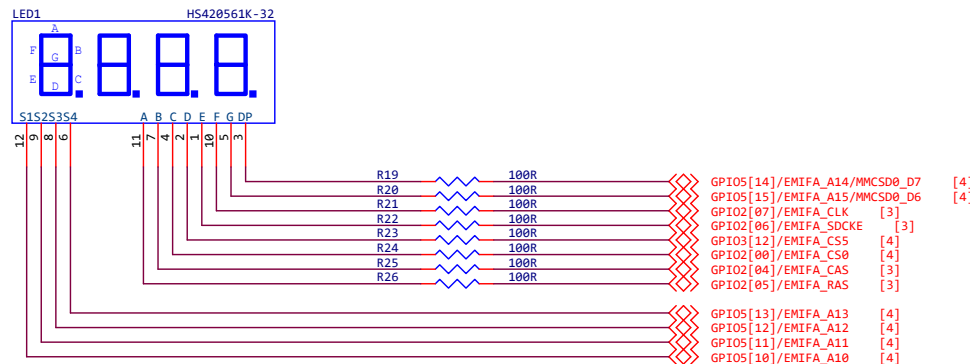 LED1 HS420561K-32
A
F B
G
E C
D
S1 S2 S3 S4 A B C D E F G DP
12 9 8 6 11 7 4 2 1 10 5 3
R19 100R GPIO5[14]/EMIFA_A14/MMCSD0_D7 [4]
R20 100R GPIO5[15]/EMIFA_A15/MMCSD0_D6 [4]
R21 100R GPIO2[07]/EMIFA_CLK [3]
R22 100R GPIO2[06]/EMIFA_SDCKE [3]
R23 100R GPIO3[12]/EMIFA_CS5 [4]
R24 100R GPIO2[00]/EMIFA_CS0 [4]
R25 100R GPIO2[04]/EMIFA_CAS [3]
R26 100R GPIO2[05]/EMIFA_RAS [3]
GPIO5[13]/EMIFA_A13 [4]
GPIO5[12]/EMIFA_A12 [4]
GPIO5[11]/EMIFA_A11 [4]
GPIO5[10]/EMIFA_A10 [4]